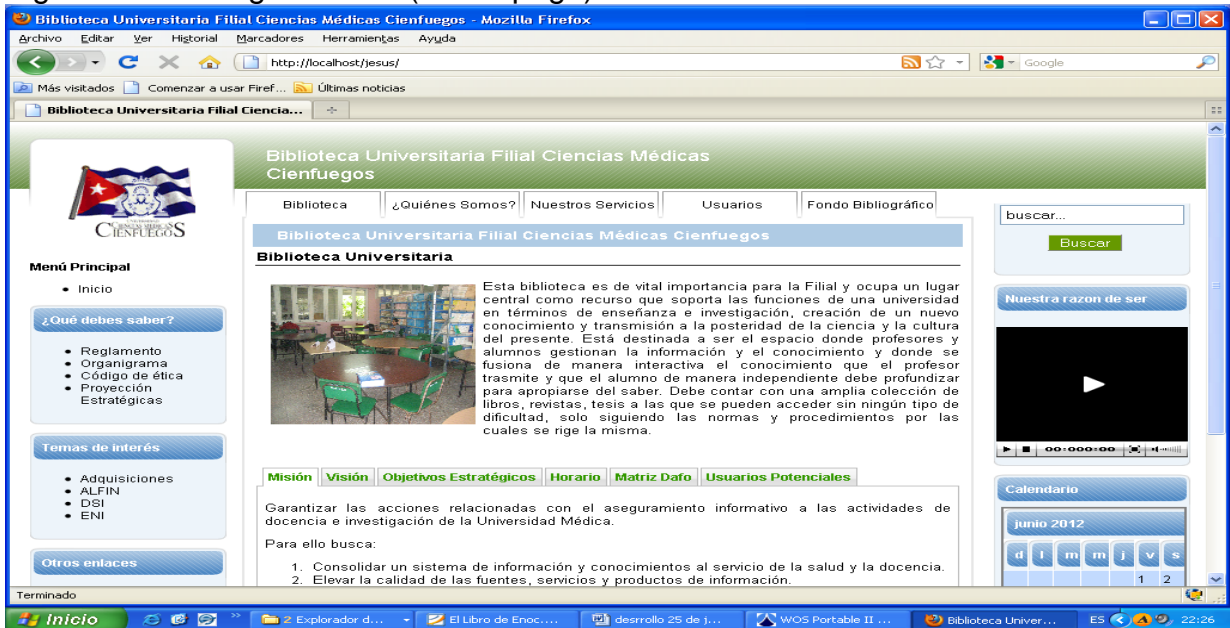 Biblioteca Universitaria Filial Ciencias Médicas Cienfuegos - Mozilla Firefox
Archivo Editar Ver Historial Marcadores Herramientas Ayuda
http://localhost/jesus/
Google
Más visitados Comenzar a usar Firef... Últimas noticias
Biblioteca Universitaria Filial Ciencia...
Biblioteca Universitaria Filial Ciencias Médicas
Cienfuegos
CIENCIAS MÉDICAS
CIENFUEGOS
Menú Principal
Inicio
¿Qué debes saber?
Reglamento
Organigrama
Código de ética
Proyección
Estratégicas
Temas de interés
Adquisiciones
ALFIN
DSI
ENI
Otros enlaces
Biblioteca ¿Quiénes Somos? Nuestros Servicios Usuarios Fondo Bibliográfico
Biblioteca Universitaria Filial Ciencias Médicas Cienfuegos
Biblioteca Universitaria
Esta biblioteca es de vital importancia para la Filial y ocupa un lugar
central como recurso que soporta las funciones de una universidad
en términos de enseñanza e investigación, creación de un nuevo
conocimiento y transmisión a la posteridad de la ciencia y la cultura
del presente. Está destinada a ser el espacio donde profesores y
alumnos gestionan la información y el conocimiento y donde se
fusiona de manera interactiva el conocimiento que el profesor
trasmite y que el alumno de manera independiente debe profundizar
para apropiarse del saber. Debe contar con una amplia colección de
libros, revistas, tesis a las que se pueden acceder sin ningún tipo de
dificultad, solo siguiendo las normas y procedimientos por las
cuales se rige la misma.
Misión Visión Objetivos Estratégicos Horario Matriz Dafo Usuarios Potenciales
Garantizar las acciones relacionadas con el aseguramiento informativo a las actividades de
docencia e investigación de la Universidad Médica.
Para ello busca:
1. Consolidar un sistema de información y conocimientos al servicio de la salud y la docencia.
2. Elevar la calidad de las fuentes, servicios y productos de información.
buscar...
Buscar
Nuestra razon de ser
00:00 00:00
Calendario
junio 2012
d l m m j v s
1 2
Terminado
Inicio 2 Explorador d... El Libro de Enoc.... desrrollo 25 de j... WOS Portable II ... Biblioteca Univer... ES 22:26